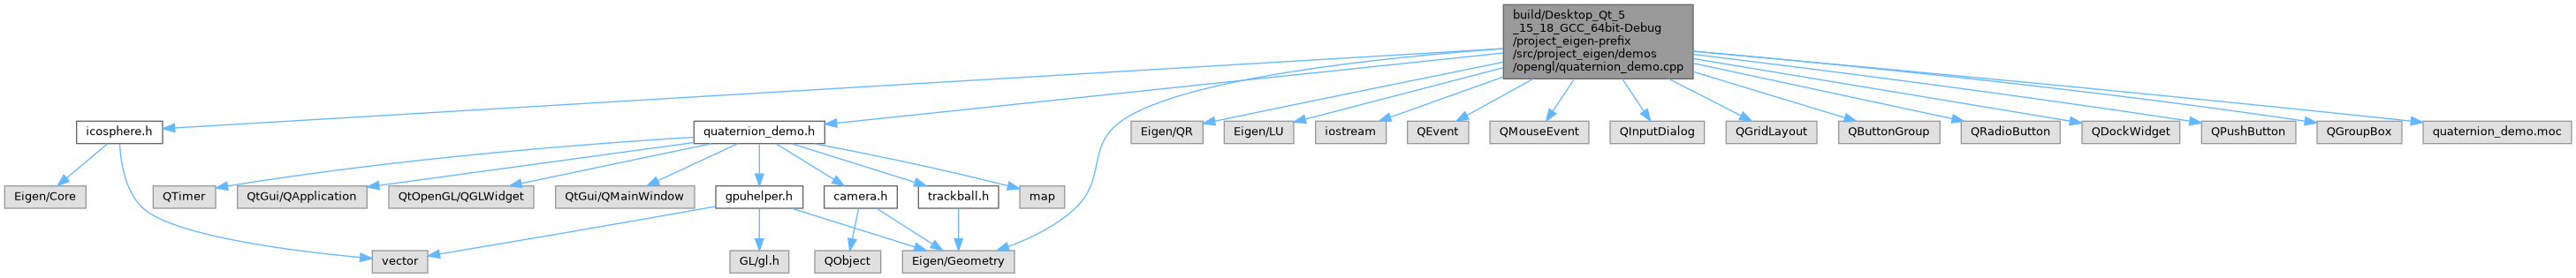 build/Desktop_Qt_5
_15_18_GCC_64bit-Debug
/project_eigen-prefix
/src/project_eigen/demos
/opengl/quaternion_demo.cpp
icosphere.h
quaternion_demo.h
Eigen/QR
Eigen/LU
iostream
QEvent
QMouseEvent
QInputDialog
QGridLayout
QButtonGroup
QRadioButton
QDockWidget
QPushButton
QGroupBox
quaternion_demo.moc
Eigen/Core
QTimer
QtGui/QApplication
QtOpenGL/QGLWidget
QtGui/QMainWindow
gpuhelper.h
camera.h
trackball.h
map
vector
GL/gl.h
QObject
Eigen/Geometry